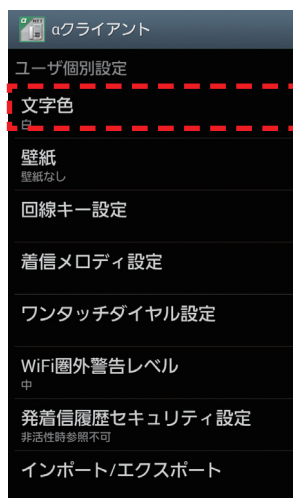 αクライアント
ユーザ個別設定
文字色
白
壁紙
壁紙なし
回線キー設定
着信メロディ設定
ワンタッチダイヤル設定
WiFi圏外警告レベル
中
発着信履歴セキュリティ設定
非活性時参照不可
インポート/エクスポート